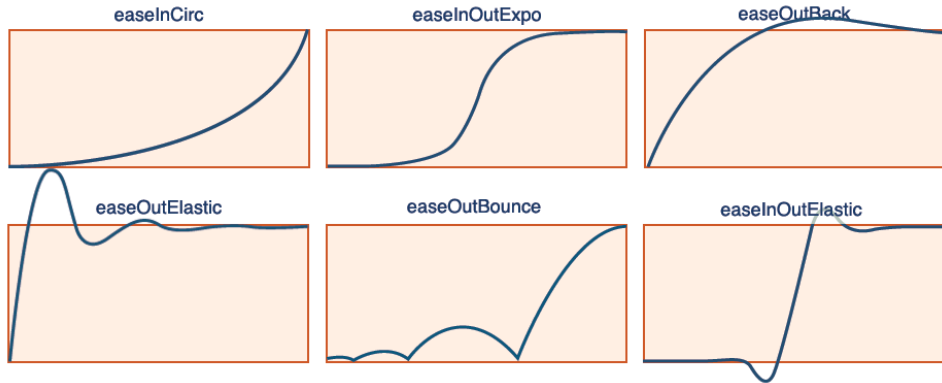 easeInCirc
easeInOutExpo
easeOutBack
easeOutElastic
easeOutBounce
easeInOutElastic